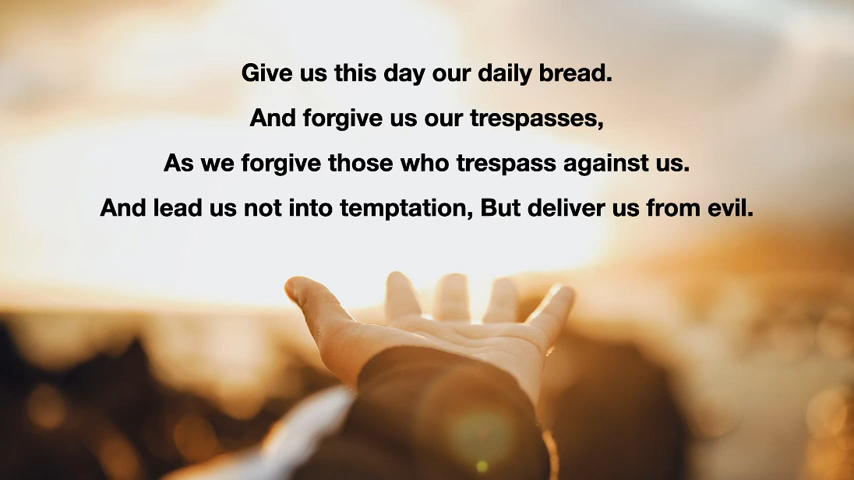 Give us this day our daily bread.
And forgive us our trespasses,
As we forgive those who trespass against us.
And lead us not into temptation, But deliver us from evil.